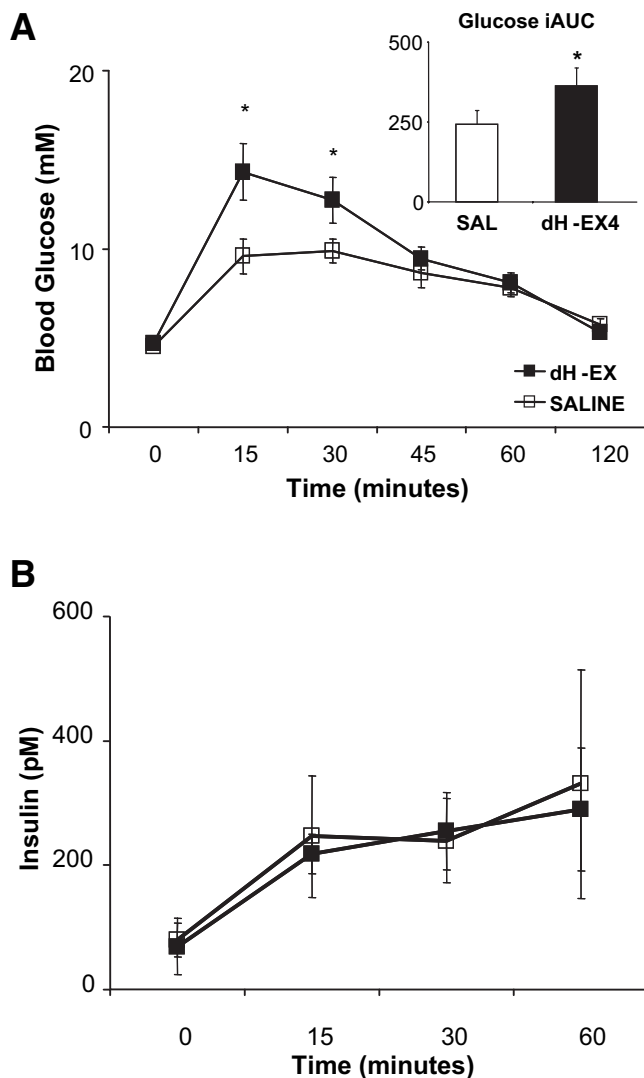 A
Glucose iAUC
500
250
0
*
SAL
dH -EX4
20
10
0
Blood Glucose (mM)
*
*
dH -EX
SALINE
0 15 30 45 60 120
Time (minutes)
B
600
400
200
0
Insulin (pM)
0 15 30 60
Time (minutes)